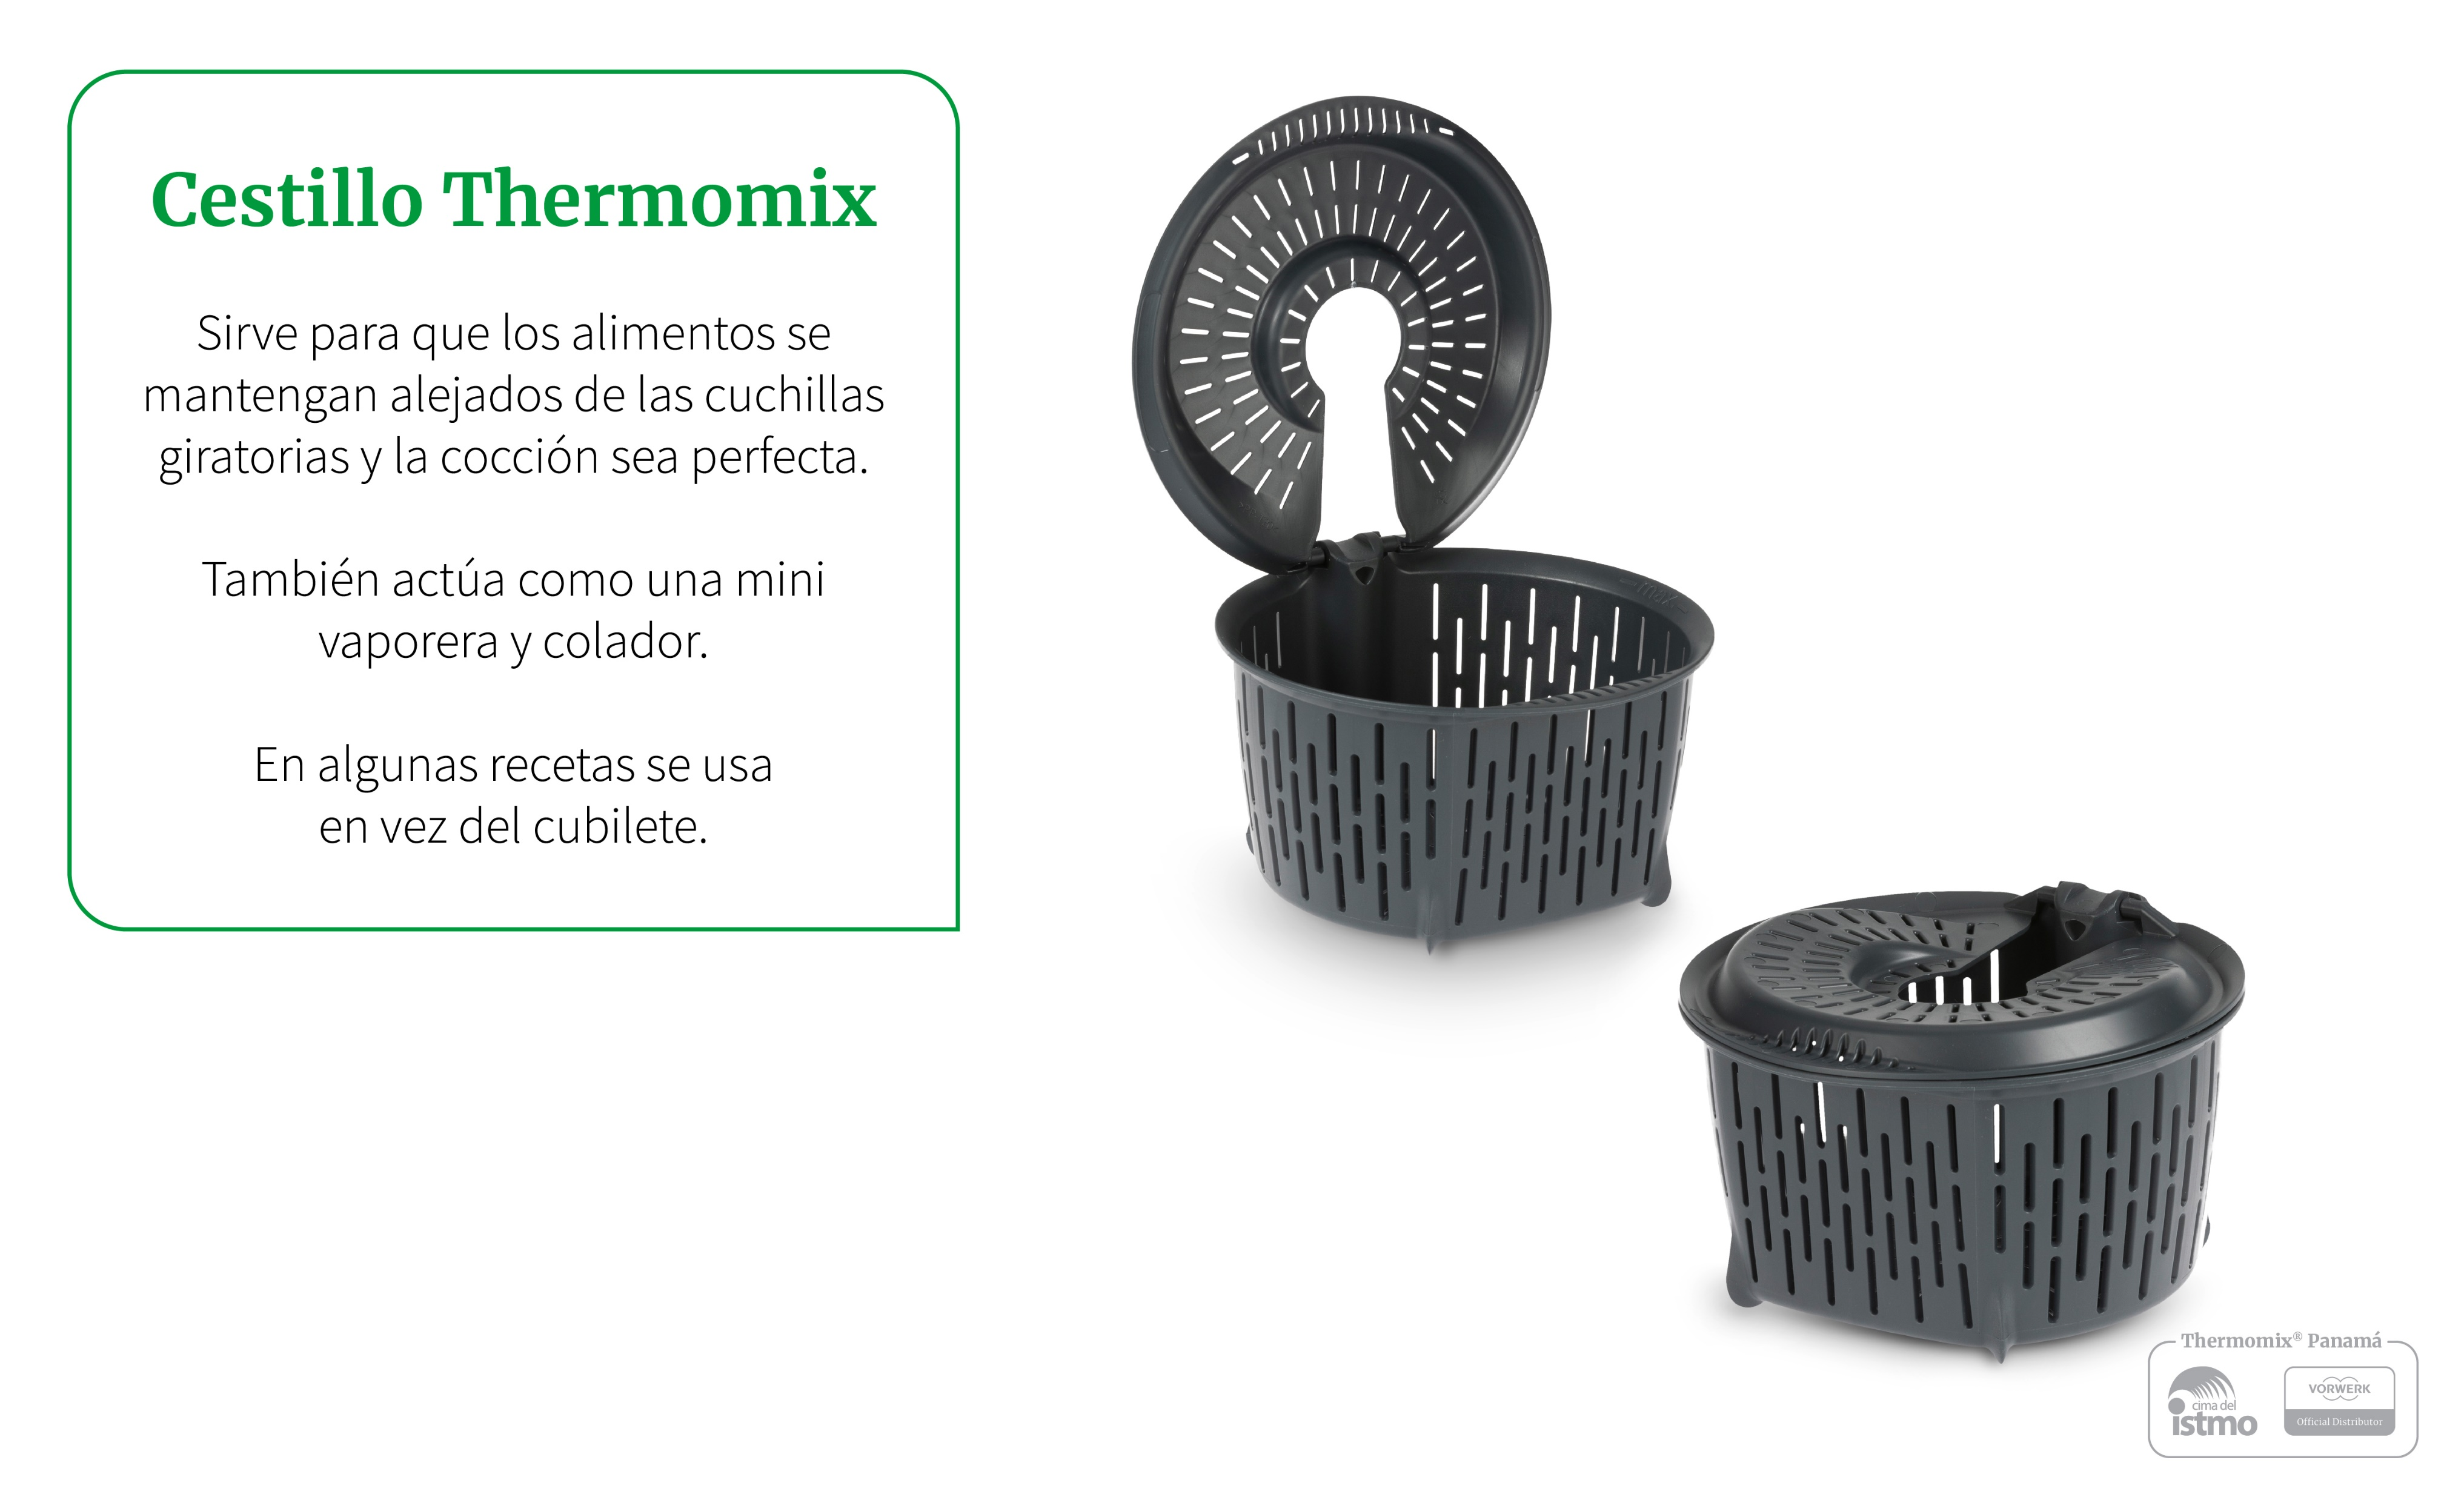 Cestillo Thermomix
Sirve para que los alimentos se
mantengan alejados de las cuchillas
giratorias y la cocción sea perfecta.
También actúa como una mini
vaporera y colador.
En algunas recetas se usa
en vez del cubilete.
max
Thermomix® Panamá
cima del
istmo
VORWERK
Official Distributor